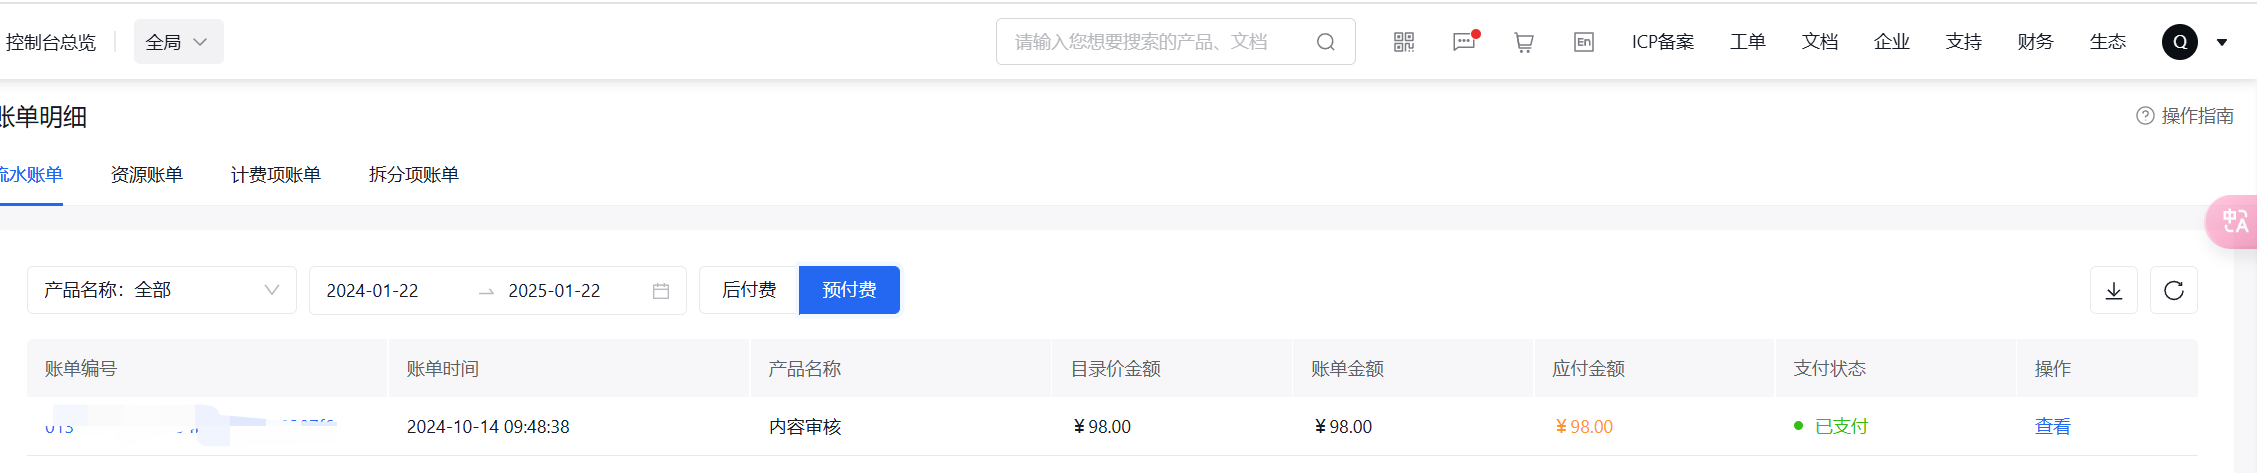 控制台总览 全局 请输入您想要搜索的产品、文档 En ICP备案 工单 文档 企业 支持 财务 生态 Q
账单明细 操作指南
流水账单 资源账单 计费项账单 拆分项账单
中A
产品名称：全部 2024-01-22 → 2025-01-22 后付费 预付费
账单编号 账单时间 产品名称 目录价金额 账单金额 应付金额 支付状态 操作
2024-10-14 09:48:38 内容审核 ¥98.00 ¥98.00 ¥98.00 已支付 查看